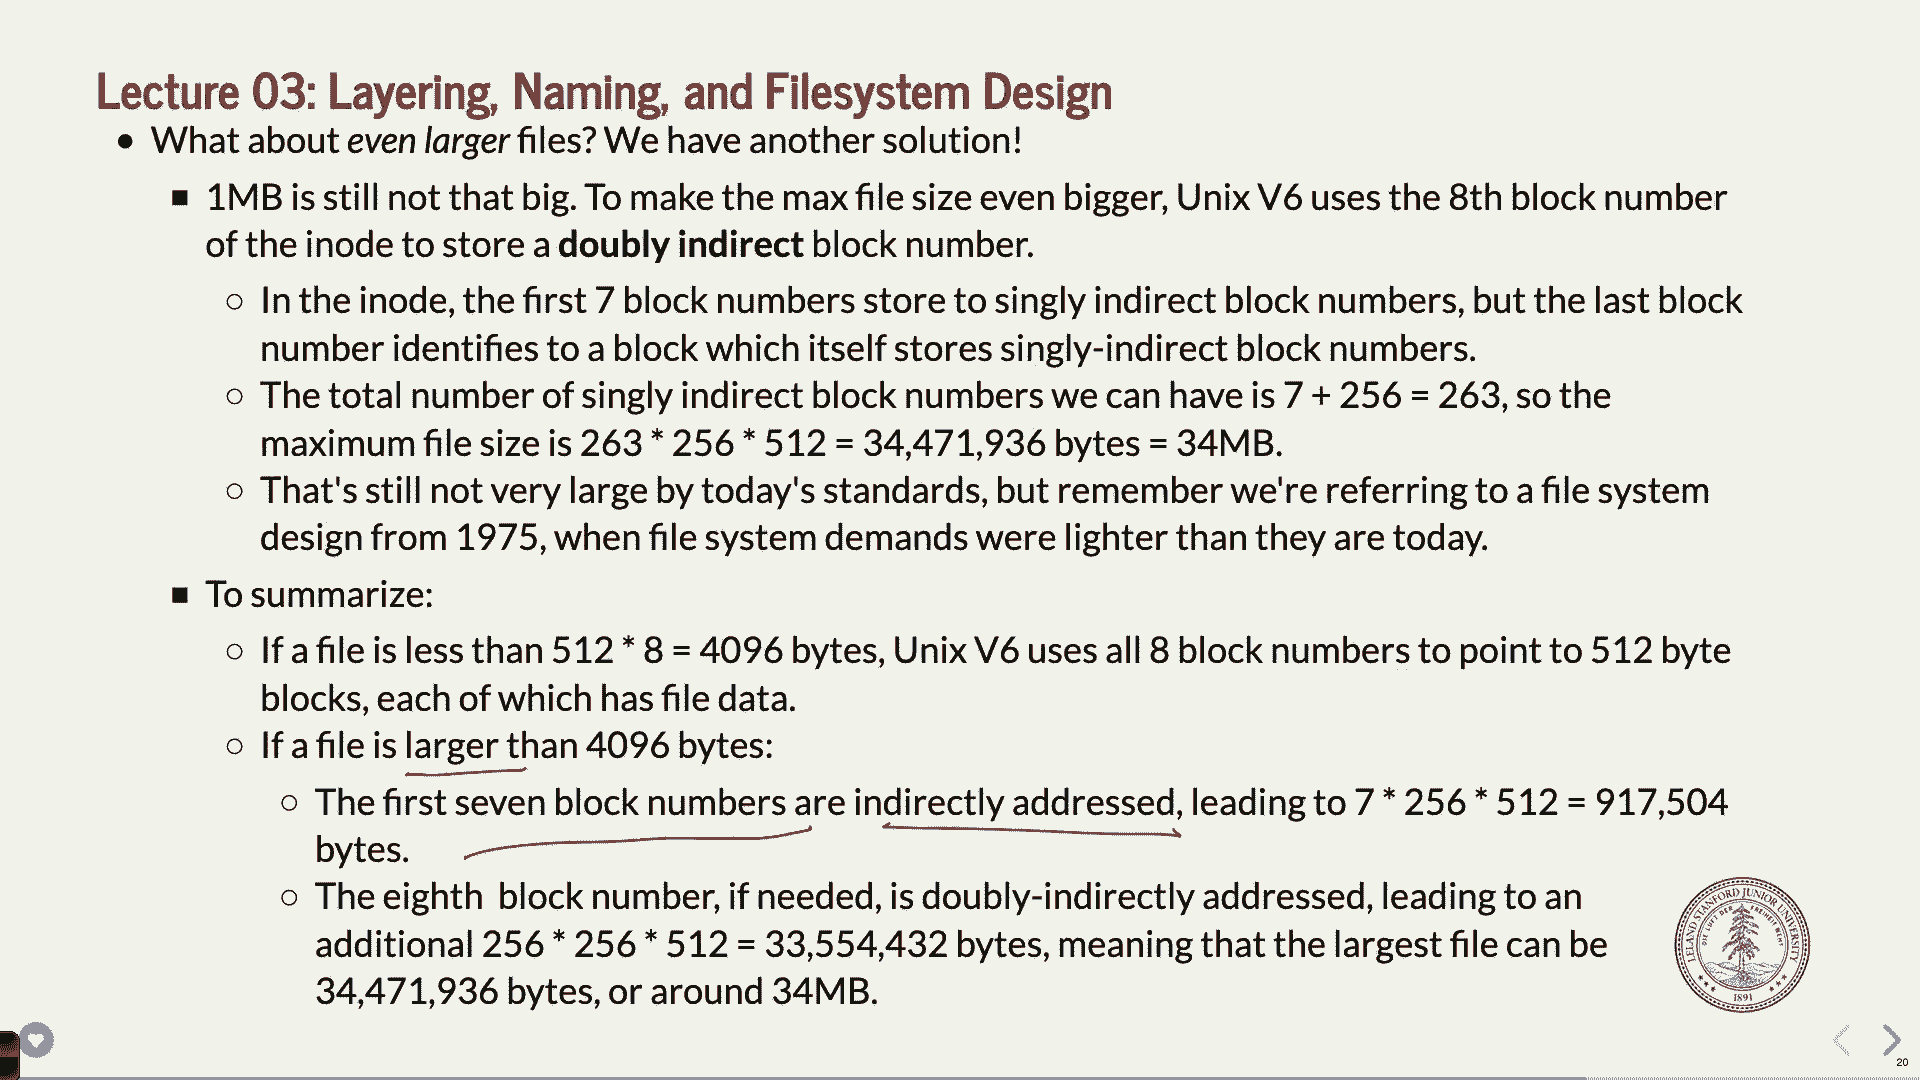 Lecture 03: Layering, Naming, and Filesystem Design
• What about even larger files? We have another solution!
▪ 1MB is still not that big. To make the max file size even bigger, Unix V6 uses the 8th block number
of the inode to store a doubly indirect block number.
○ In the inode, the first 7 block numbers store to singly indirect block numbers, but the last block
number identifies to a block which itself stores singly-indirect block numbers.
○ The total number of singly indirect block numbers we can have is 7 + 256 = 263, so the
maximum file size is 263 * 256 * 512 = 34,471,936 bytes = 34MB.
○ That's still not very large by today's standards, but remember we're referring to a file system
design from 1975, when file system demands were lighter than they are today.
▪ To summarize:
○ If a file is less than 512 * 8 = 4096 bytes, Unix V6 uses all 8 block numbers to point to 512 byte
blocks, each of which has file data.
○ If a file is larger than 4096 bytes:
○ The first seven block numbers are indirectly addressed, leading to 7 * 256 * 512 = 917,504
bytes.
○ The eighth block number, if needed, is doubly-indirectly addressed, leading to an
additional 256 * 256 * 512 = 33,554,432 bytes, meaning that the largest file can be
34,471,936 bytes, or around 34MB.
LELAND STANFORD JUNIOR UNIVERSITY
DIE LUFT DER FREIHEIT WEHT
1891
20